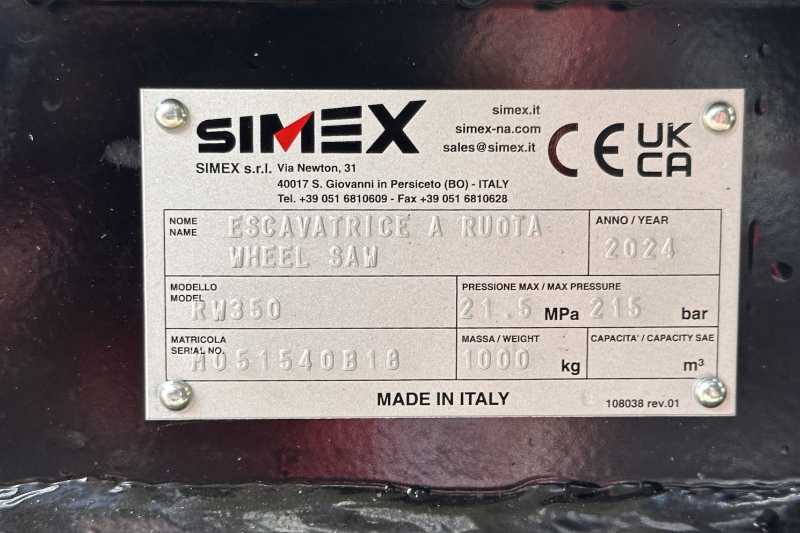 SIMEX
simex.it
simex-na.com
sales@simex.it
CE UK
CA
SIMEX s.r.l. Via Newton, 31
40017 S. Giovanni in Persiceto (BO) - ITALY
Tel. +39 051 6810609 - Fax +39 051 6810628
NOME
NAME
ESCAVATRICE A RUOTA
WHEEL SAW
ANNO / YEAR
2024
MODELLO
MODEL
RW350
PRESSIONE MAX / MAX PRESSURE
21.5 MPa 215 bar
MATRICOLA
SERIAL NO.
M051540B18
MASSA / WEIGHT
1000 kg
CAPACITA' / CAPACITY SAE
m³
MADE IN ITALY
108038 rev.01